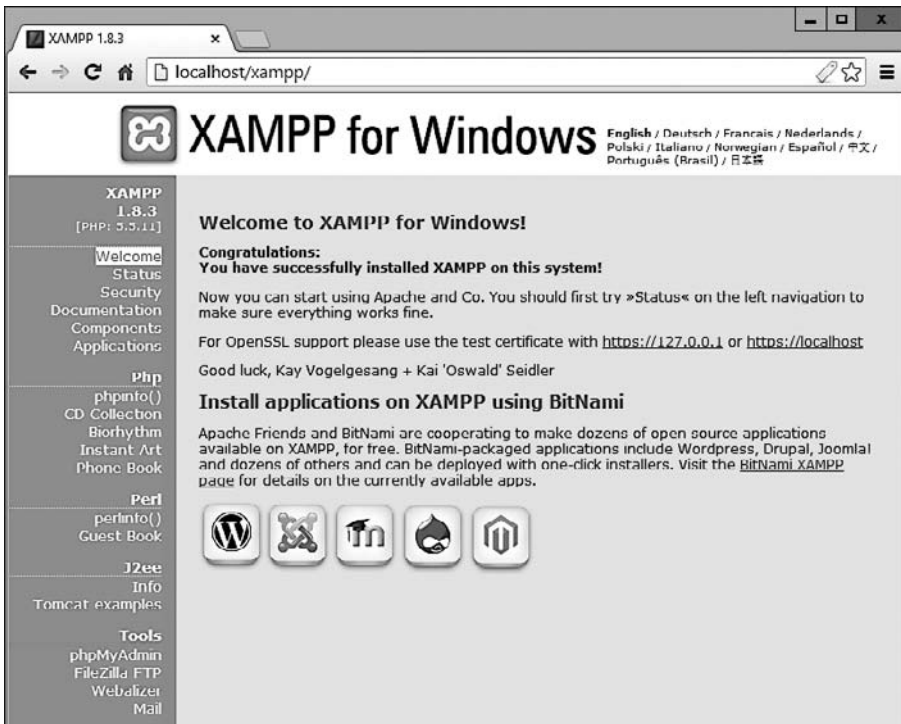 XAMPP 1.8.3
localhost/xampp/
XAMPP for Windows
English / Deutsch / Francais / Nederlands /
Polski / Italiano / Norwegian / Español / 中文 /
Português (Brasil) / 日本語
XAMPP
1.8.3
[PHP: 5.5.11]
Welcome
Status
Security
Documentation
Components
Applications
Php
phpinfo()
CD Collection
Biorhythm
Instant Art
Phone Book
Perl
perlinfo()
Guest Book
J2ee
Info
Tomcat examples
Tools
phpMyAdmin
FileZilla FTP
Webalizer
Mail
Welcome to XAMPP for Windows!
Congratulations:
You have successfully installed XAMPP on this system!
Now you can start using Apache and Co. You should first try »Status« on the left navigation to
make sure everything works fine.
For OpenSSL support please use the test certificate with https://127.0.0.1 or https://localhost
Good luck, Kay Vogelgesang + Kai 'Oswald' Seidler
Install applications on XAMPP using BitNami
Apache Friends and BitNami are cooperating to make dozens of open source applications
available on XAMPP, for free. BitNami-packaged applications include Wordpress, Drupal, Joomla!
and dozens of others and can be deployed with one-click installers. Visit the BitNami XAMPP
page for details on the currently available apps.